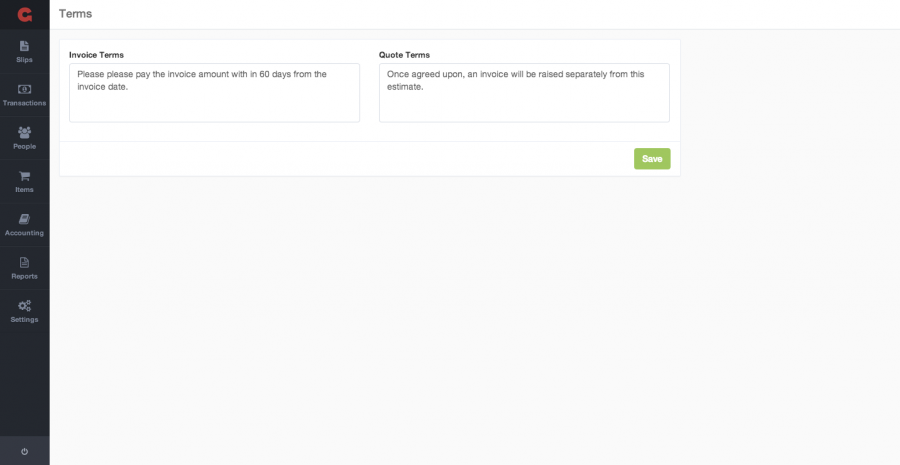 Terms
Slips
Transactions
People
Items
Accounting
Reports
Settings
Invoice Terms
Please please pay the invoice amount with in 60 days from the
invoice date.
Quote Terms
Once agreed upon, an invoice will be raised separately from this
estimate.
Save